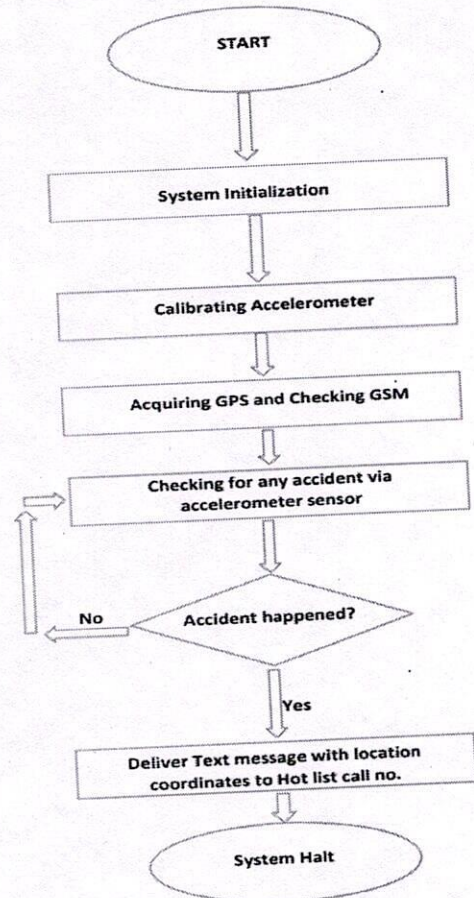 START
System Initialization
Calibrating Accelerometer
Acquiring GPS and Checking GSM
Checking for any accident via
accelerometer sensor
Accident happened?
No
Yes
Deliver Text message with location
coordinates to Hot list call no.
System Halt